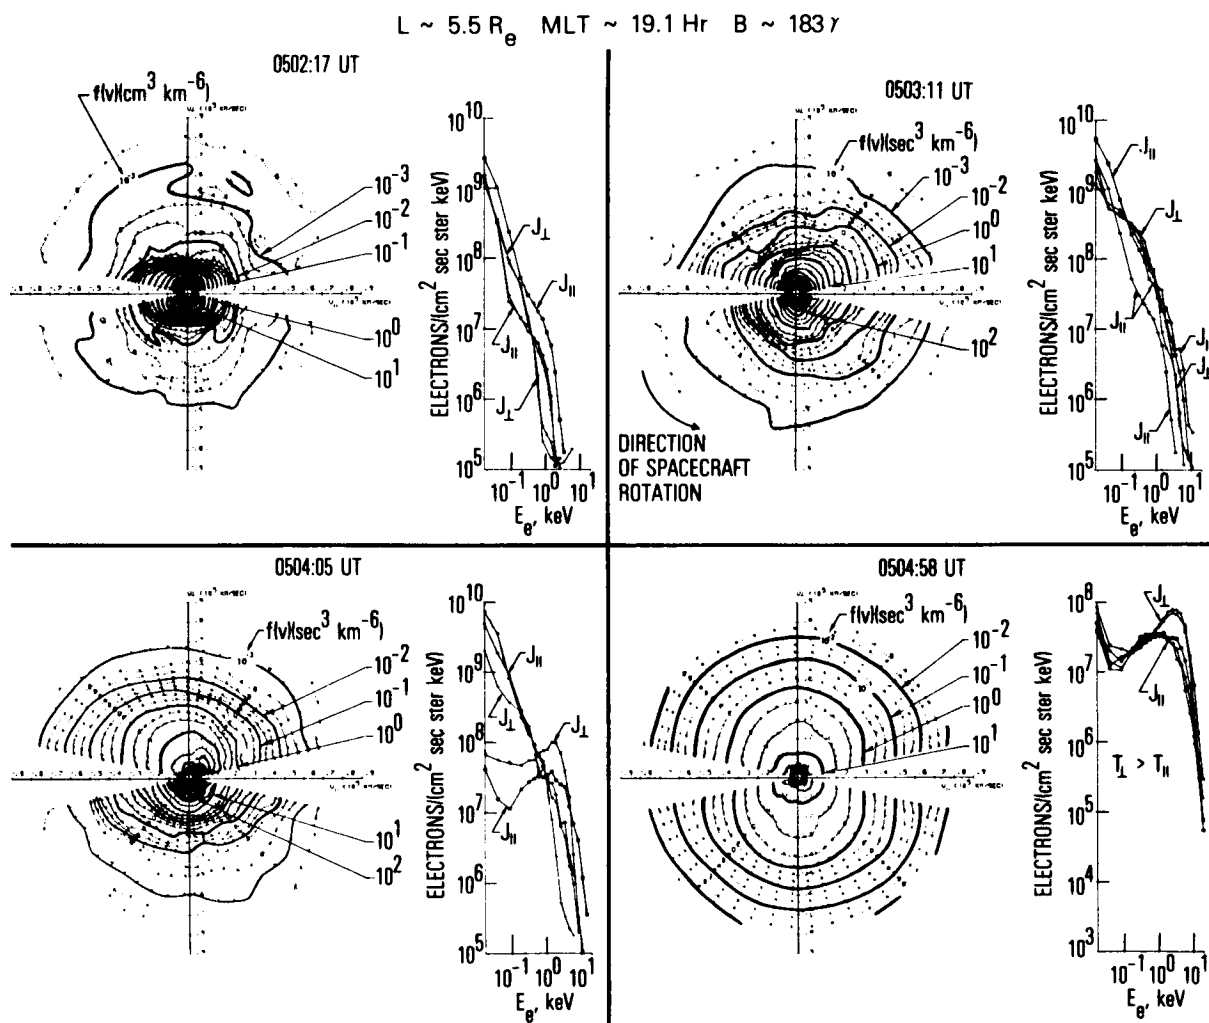 L ~ 5.5 Rₑ MLT ~ 19.1 Hr B ~ 183 γ
0502:17 UT
f(v)(cm³ km⁻⁶)
10⁻³
10⁻²
10⁻¹
10⁰
10¹
ELECTRONS/(cm² sec ster keV)
10¹⁰
10⁹
10⁸
10⁷
10⁶
10⁵
J⊥
J∥
J∥
J⊥
10⁻¹ 10⁰ 10¹
Eₑ, keV
0503:11 UT
f(v)(sec³ km⁻⁶)
10⁻³
10⁻²
10⁰
10¹
10²
DIRECTION
OF SPACECRAFT
ROTATION
ELECTRONS/(cm² sec ster keV)
10¹⁰
10⁹
10⁸
10⁷
10⁶
10⁵
J∥
J⊥
J∥
J∥
J⊥
J∥
10⁻¹ 10⁰ 10¹
Eₑ, keV
0504:05 UT
f(v)(sec³ km⁻⁶)
10⁻²
10⁻¹
10⁰
10¹
10²
ELECTRONS/(cm² sec ster keV)
10¹⁰
10⁹
10⁸
10⁷
10⁶
10⁵
J∥
J⊥
J⊥
J∥
10⁻¹ 10⁰ 10¹
Eₑ, keV
0504:58 UT
f(v)(sec³ km⁻⁶)
10⁻²
10⁻¹
10⁰
10¹
ELECTRONS/(cm² sec ster keV)
10⁸
10⁷
10⁶
10⁵
10⁴
10³
J⊥
J∥
T⊥ > T∥
10⁻¹ 10⁰ 10¹
Eₑ, keV